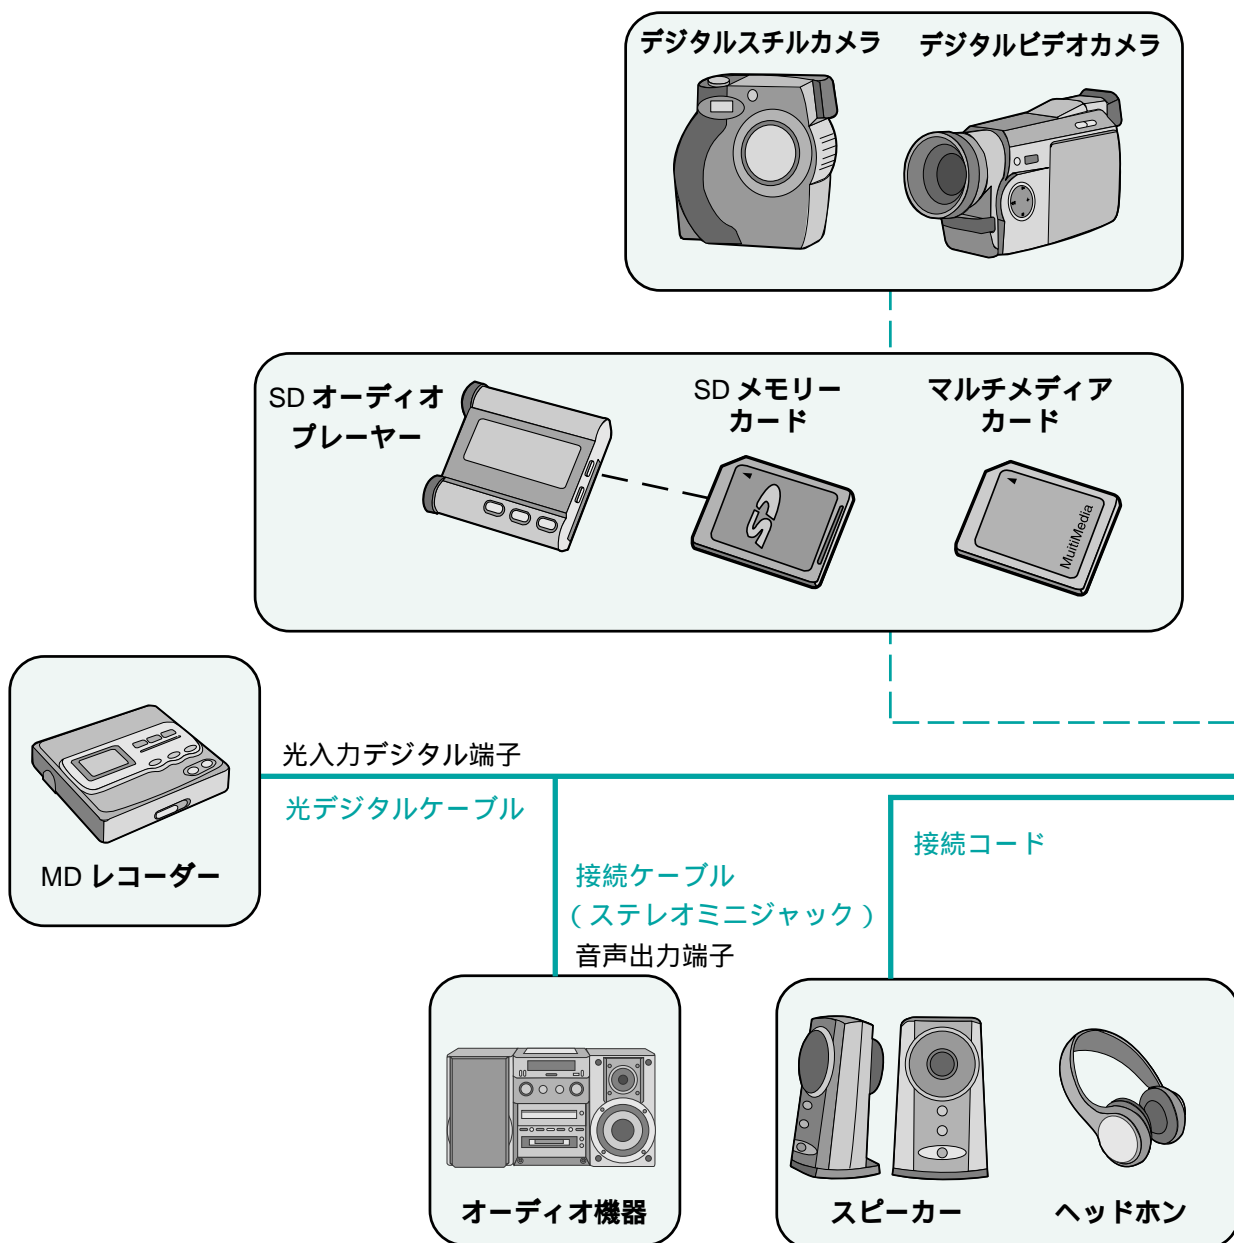 デジタルスチルカメラ
デジタルビデオカメラ
SD オーディオ
プレーヤー
SD メモリー
カード
マルチメディア
カード
SD
MuitiMedia
光入力デジタル端子
光デジタルケーブル
MD レコーダー
接続コード
接続ケーブル
（ステレオミニジャック）
音声出力端子
オーディオ機器
スピーカー
ヘッドホン